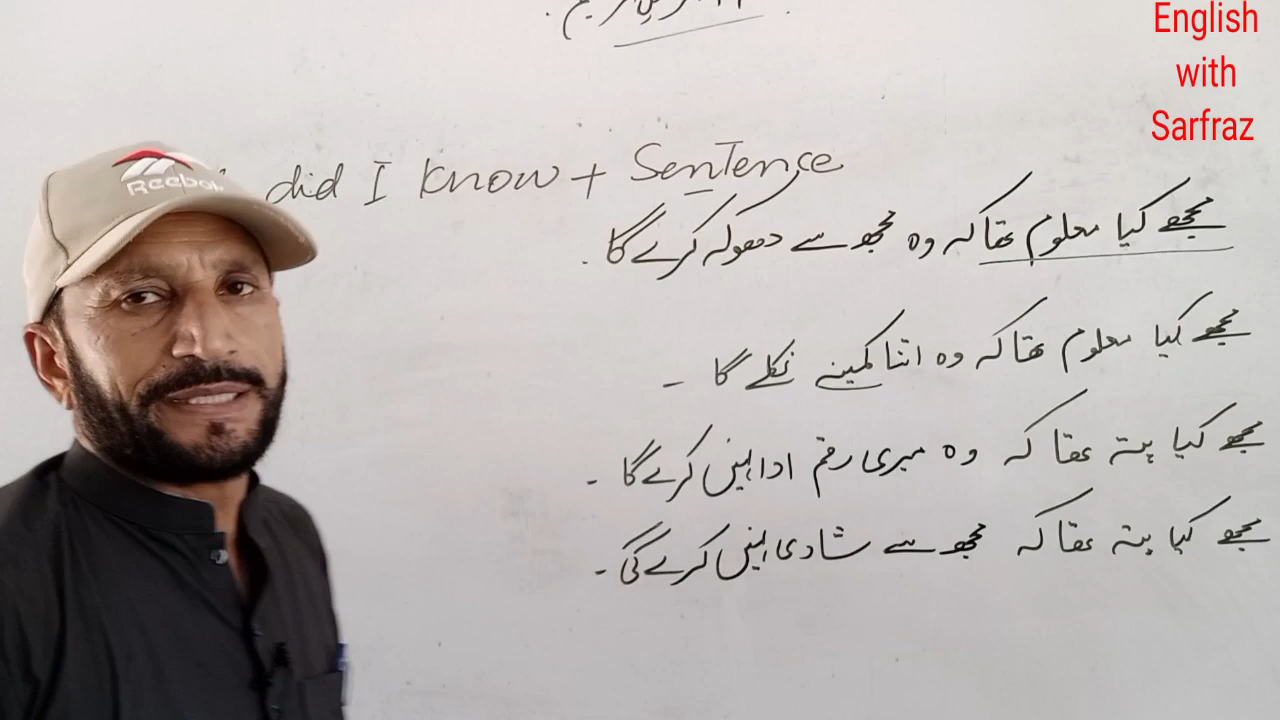 English
with
Sarfraz
Reebok
did I know + Sentence
مجھے کیا معلوم تھا کہ وہ مجھ سے دھوکہ کرے گا .
مجھے کیا معلوم تھا کہ وہ اتنا کمینہ نکلے گا ـ
مجھے کیا پتہ تھا کہ وہ میری رقم ادا نہیں کرے گا ـ
مجھے کیا پتہ تھا کہ مجھ سے شادی نہیں کرے گی ـ